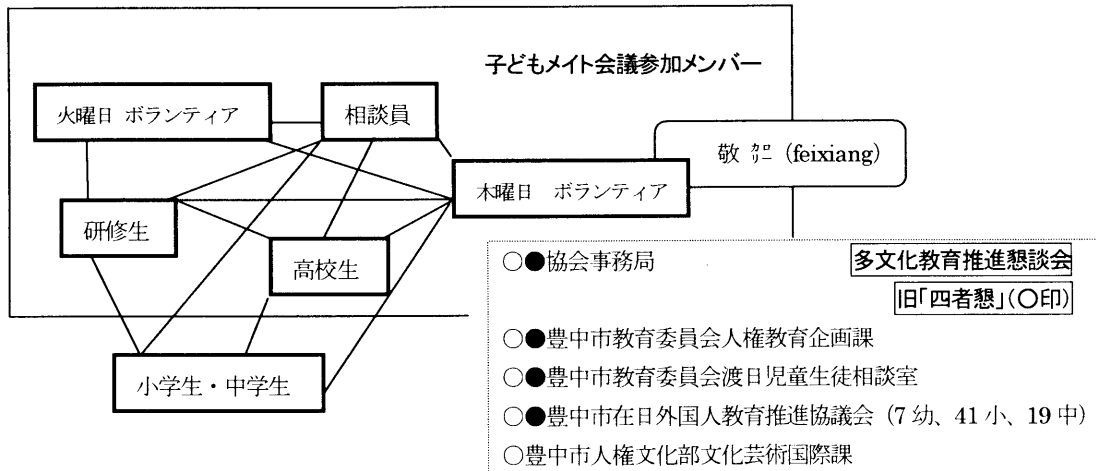 子どもメイト会議参加メンバー
火曜日 ボランティア
相談員
敬 カロリー (feixiang)
木曜日 ボランティア
研修生
高校生
小学生・中学生
○●協会事務局
多文化教育推進懇談会
旧「四者懇」(○印)
○●豊中市教育委員会人権教育企画課
○●豊中市教育委員会渡日児童生徒相談室
○●豊中市在日外国人教育推進協議会（7 幼、41 小、19 中）
○豊中市人権文化部文化芸術国際課